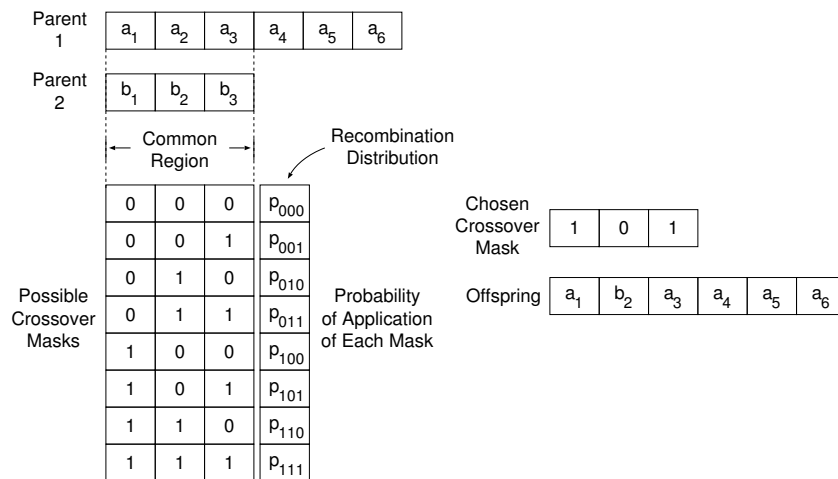 Parent 1 a1 a2 a3 a4 a5 a6
Parent 2 b1 b2 b3
Common Region
Recombination Distribution
0 0 0 p000
0 0 1 p001
0 1 0 p010
0 1 1 p011
1 0 0 p100
1 0 1 p101
1 1 0 p110
1 1 1 p111
Possible Crossover Masks
Probability of Application of Each Mask
Chosen Crossover Mask 1 0 1
Offspring a1 b2 a3 a4 a5 a6